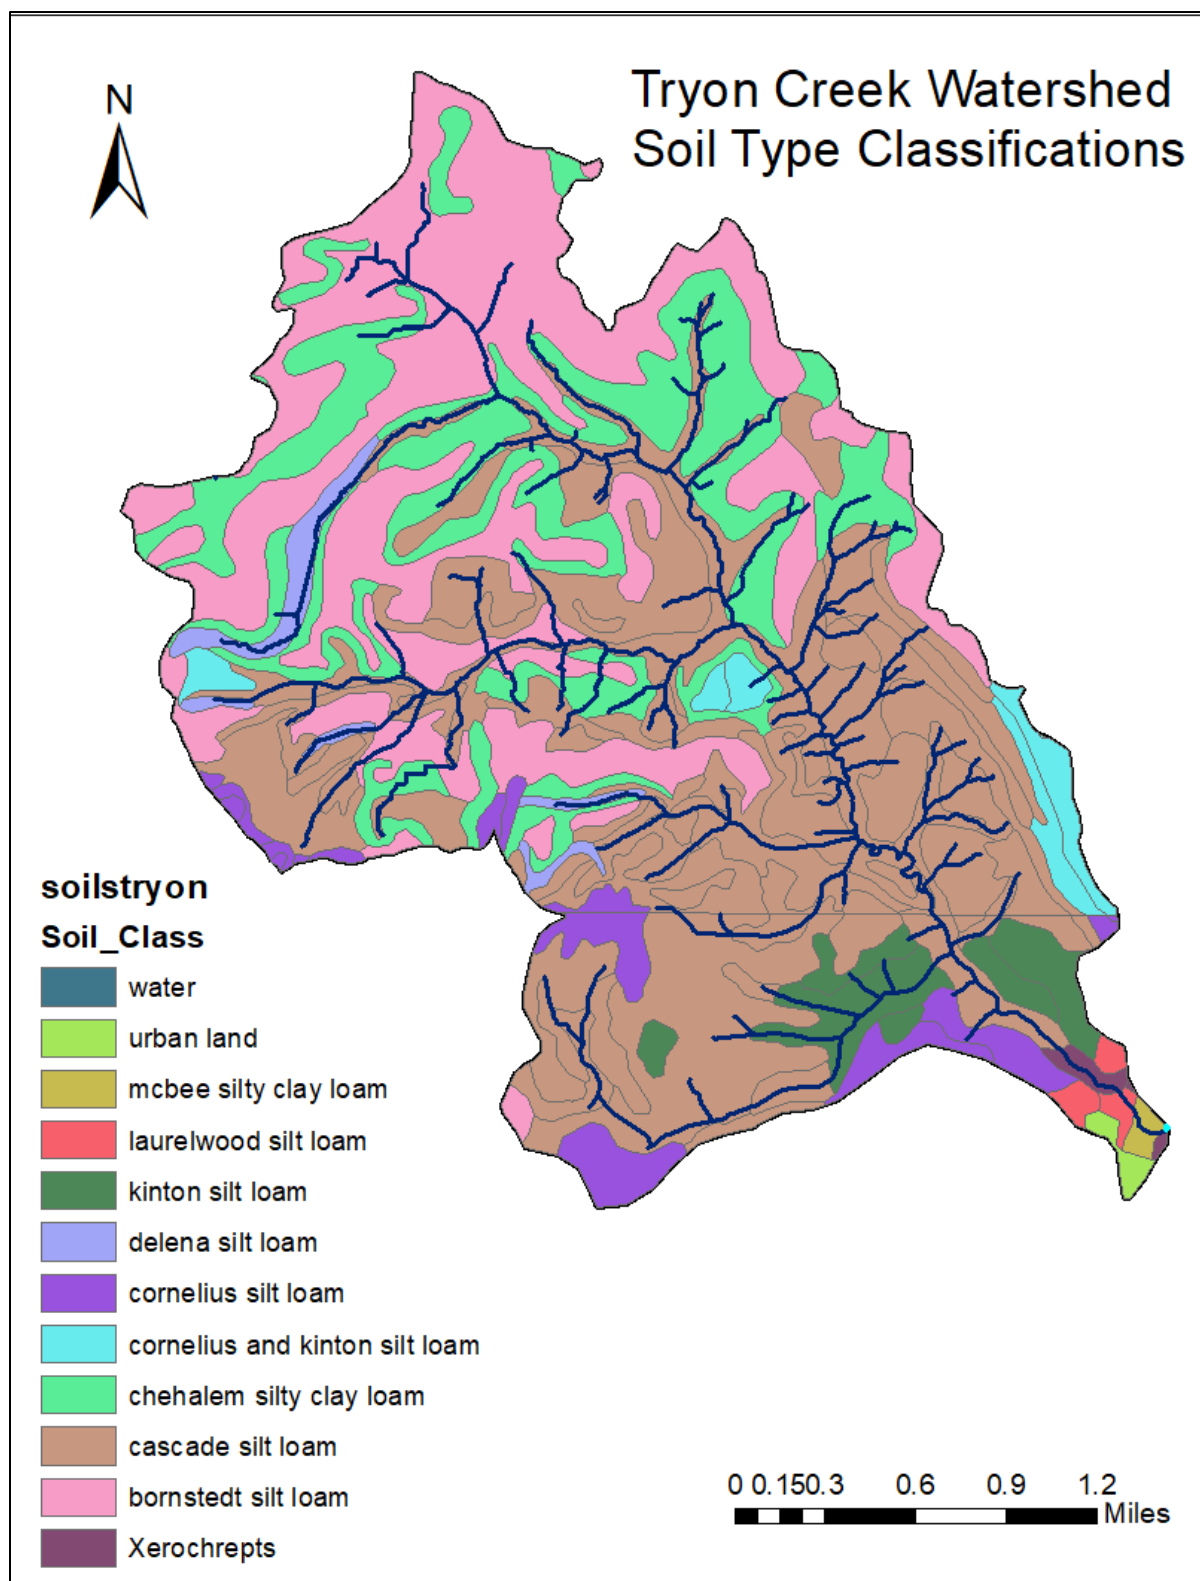 Tryon Creek Watershed
Soil Type Classifications
N
soilstryon
Soil_Class
water
urban land
mcbee silty clay loam
laurelwood silt loam
kinton silt loam
delena silt loam
cornelius silt loam
cornelius and kinton silt loam
chehalem silty clay loam
cascade silt loam
bornstedt silt loam
Xerochrepts
0 0.150.3 0.6 0.9 1.2
Miles